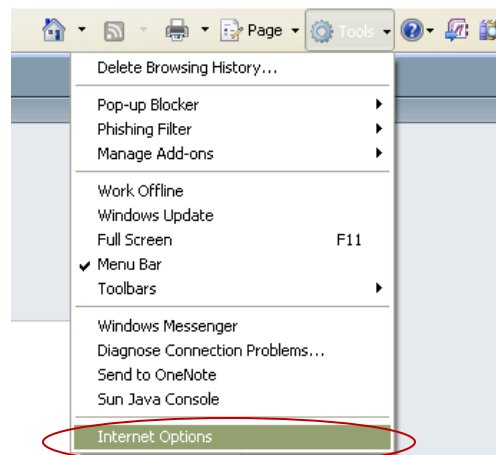 Page Tools
Delete Browsing History...
Pop-up Blocker
Phishing Filter
Manage Add-ons
Work Offline
Windows Update
Full Screen F11
Menu Bar
Toolbars
Windows Messenger
Diagnose Connection Problems...
Send to OneNote
Sun Java Console
Internet Options